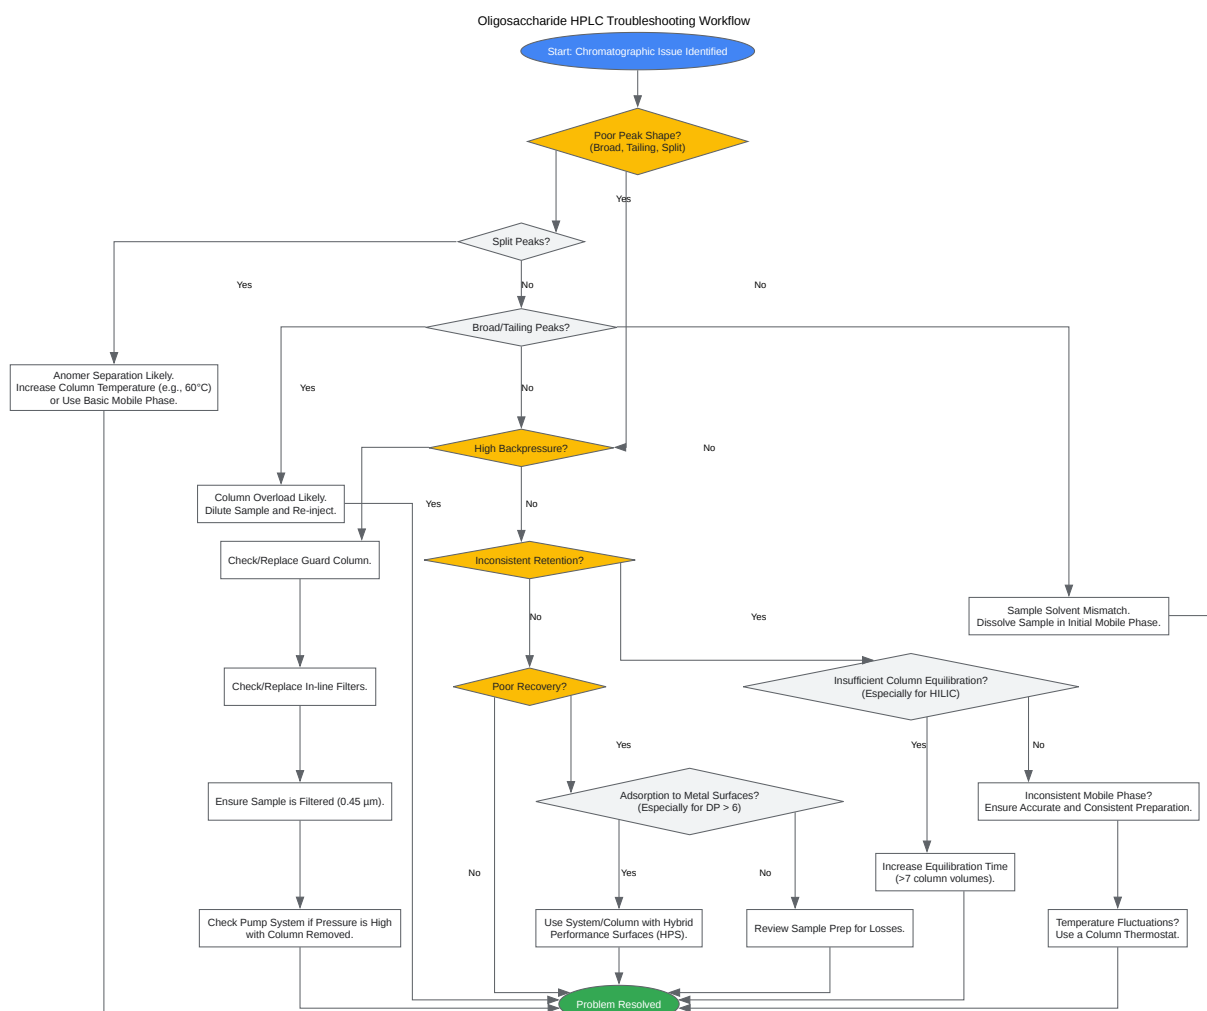 Oligosaccharide HPLC Troubleshooting Workflow
Start: Chromatographic Issue Identified
Poor Peak Shape?
(Broad, Tailing, Split)
Yes
Split Peaks?
Yes
No
No
Broad/Tailing Peaks?
Anomer Separation Likely.
Increase Column Temperature (e.g., 60°C)
or Use Basic Mobile Phase.
Yes
No
High Backpressure?
No
Column Overload Likely.
Dilute Sample and Re-inject.
Yes
No
Check/Replace Guard Column.
Inconsistent Retention?
Sample Solvent Mismatch.
Dissolve Sample in Initial Mobile Phase.
No
Yes
Check/Replace In-line Filters.
Poor Recovery?
Insufficient Column Equilibration?
(Especially for HILIC)
Yes
Yes
No
Ensure Sample is Filtered (0.45 µm).
Adsorption to Metal Surfaces?
(Especially for DP > 6)
Inconsistent Mobile Phase?
Ensure Accurate and Consistent Preparation.
No
Yes
No
Increase Equilibration Time
(>7 column volumes).
Check Pump System if Pressure is High
with Column Removed.
Use System/Column with Hybrid
Performance Surfaces (HPS).
Review Sample Prep for Losses.
Temperature Fluctuations?
Use a Column Thermostat.
Problem Resolved